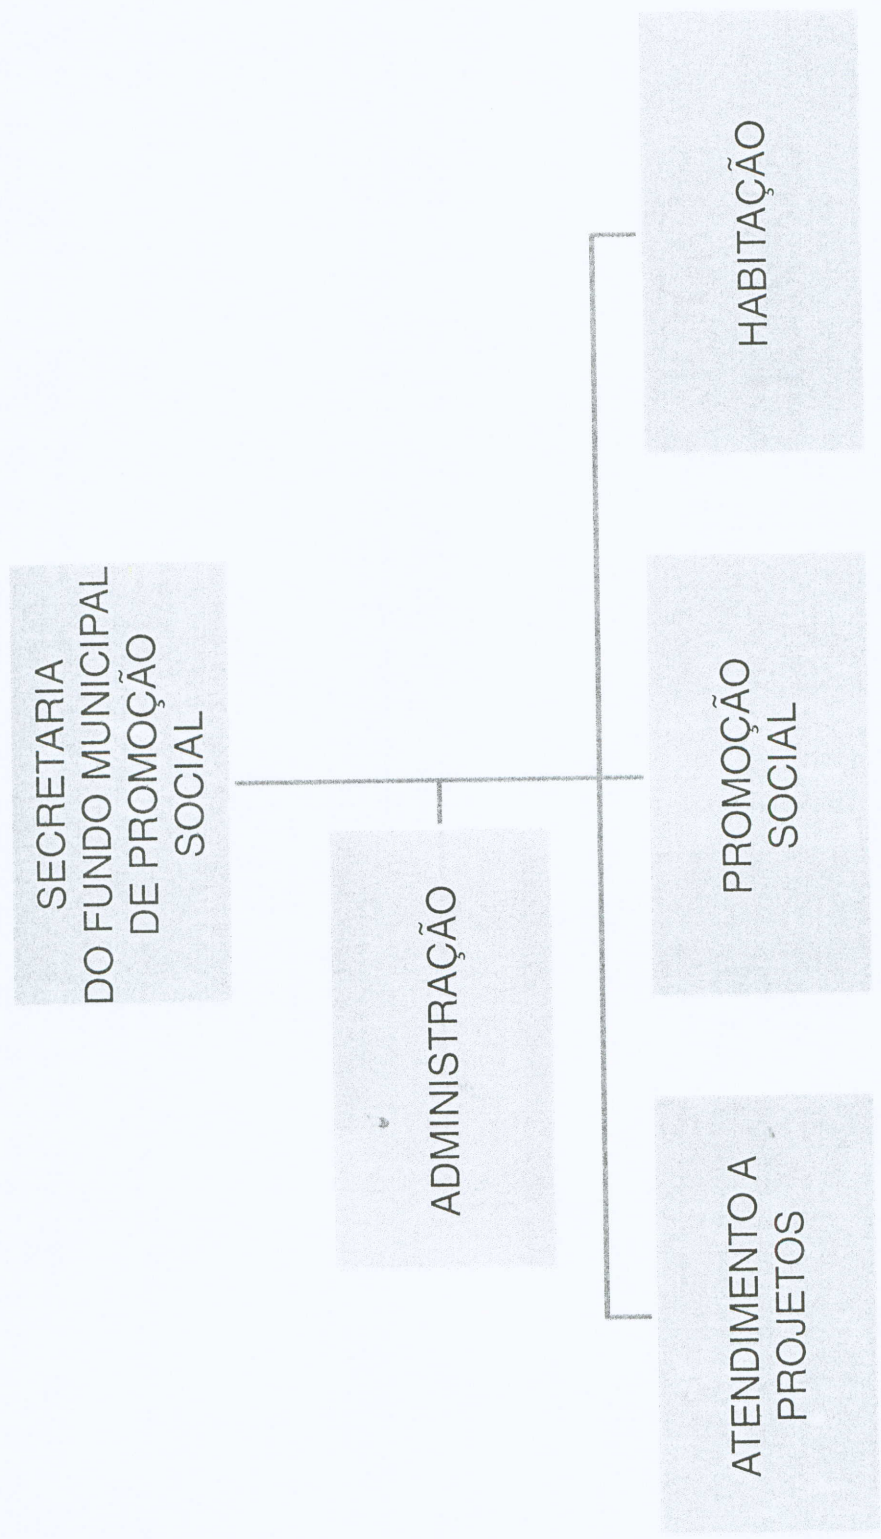 SECRETARIA
DO FUNDO MUNICIPAL
DE PROMOÇÃO
SOCIAL
ADMINISTRAÇÃO
ATENDIMENTO A
PROJETOS
PROMOÇÃO
SOCIAL
HABITAÇÃO